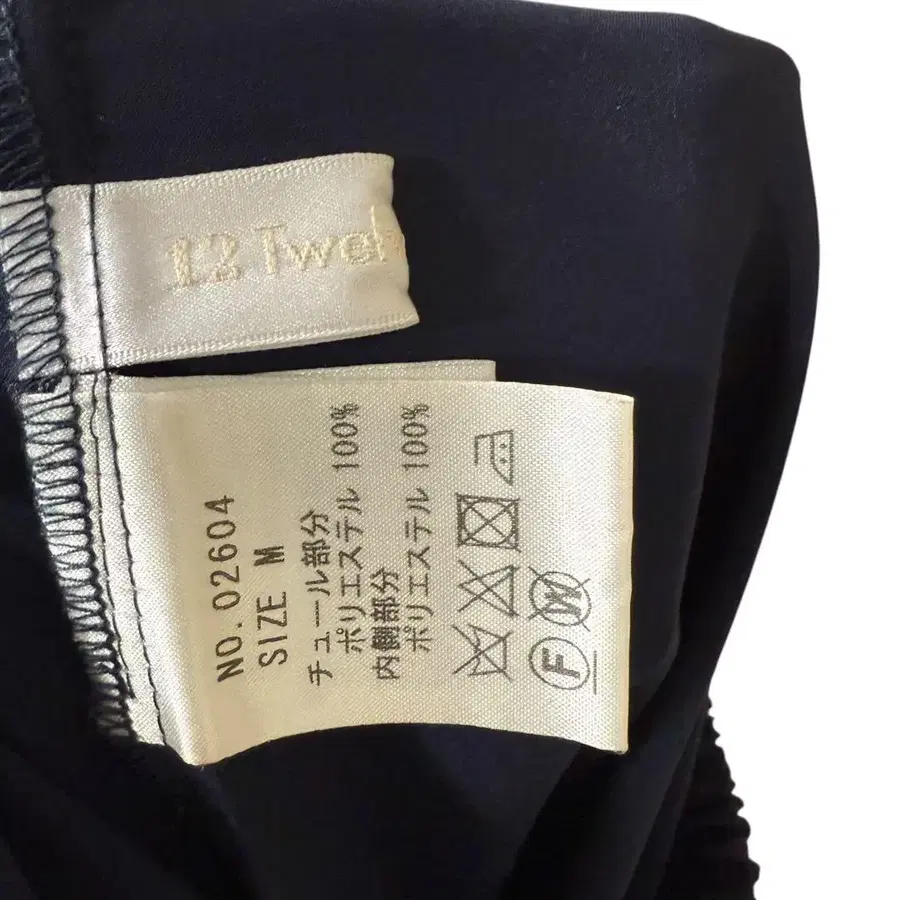 12 Twel
NO.02604
SIZE M
チュール部分
ポリエステル 100%
内側部分
ポリエステル 100%
F
W